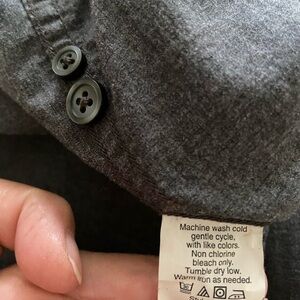 Machine wash cold
gentle cycle,
with like colors.
Non chlorine
bleach only.
Tumble dry low.
Warm Iron as needed.